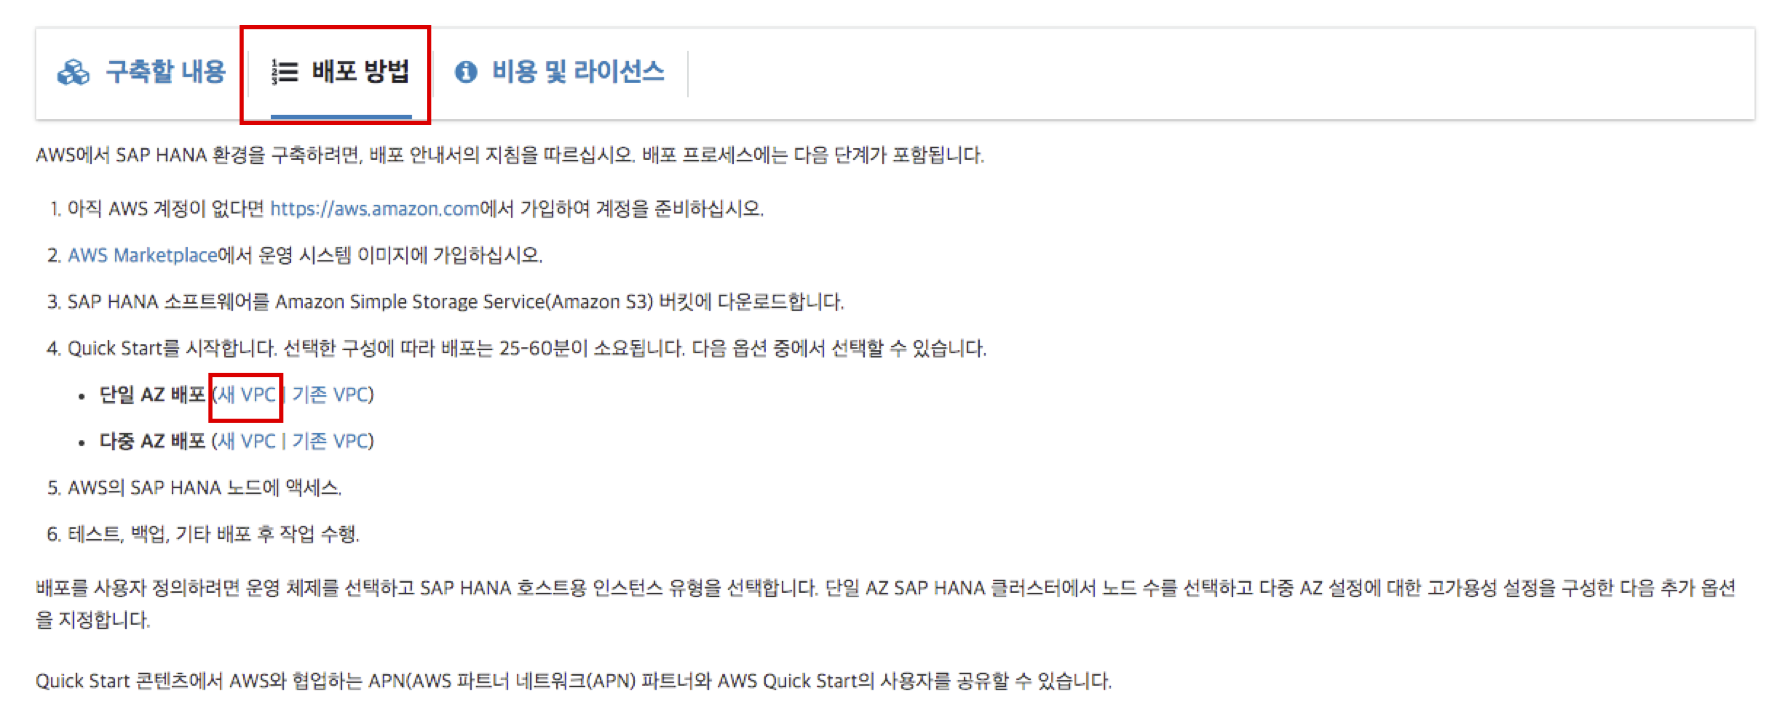 구축할 내용
배포 방법
비용 및 라이선스
AWS에서 SAP HANA 환경을 구축하려면, 배포 안내서의 지침을 따르십시오. 배포 프로세스에는 다음 단계가 포함됩니다.
1. 아직 AWS 계정이 없다면 https://aws.amazon.com에서 가입하여 계정을 준비하십시오.
2. AWS Marketplace에서 운영 시스템 이미지에 가입하십시오.
3. SAP HANA 소프트웨어를 Amazon Simple Storage Service(Amazon S3) 버킷에 다운로드합니다.
4. Quick Start를 시작합니다. 선택한 구성에 따라 배포는 25-60분이 소요됩니다. 다음 옵션 중에서 선택할 수 있습니다.
• 단일 AZ 배포 (새 VPC | 기존 VPC)
• 다중 AZ 배포 (새 VPC | 기존 VPC)
5. AWS의 SAP HANA 노드에 액세스.
6. 테스트, 백업, 기타 배포 후 작업 수행.
배포를 사용자 정의하려면 운영 체제를 선택하고 SAP HANA 호스트용 인스턴스 유형을 선택합니다. 단일 AZ SAP HANA 클러스터에서 노드 수를 선택하고 다중 AZ 설정에 대한 고가용성 설정을 구성한 다음 추가 옵션
을 지정합니다.
Quick Start 콘텐츠에서 AWS와 협업하는 APN(AWS 파트너 네트워크(APN) 파트너와 AWS Quick Start의 사용자를 공유할 수 있습니다.